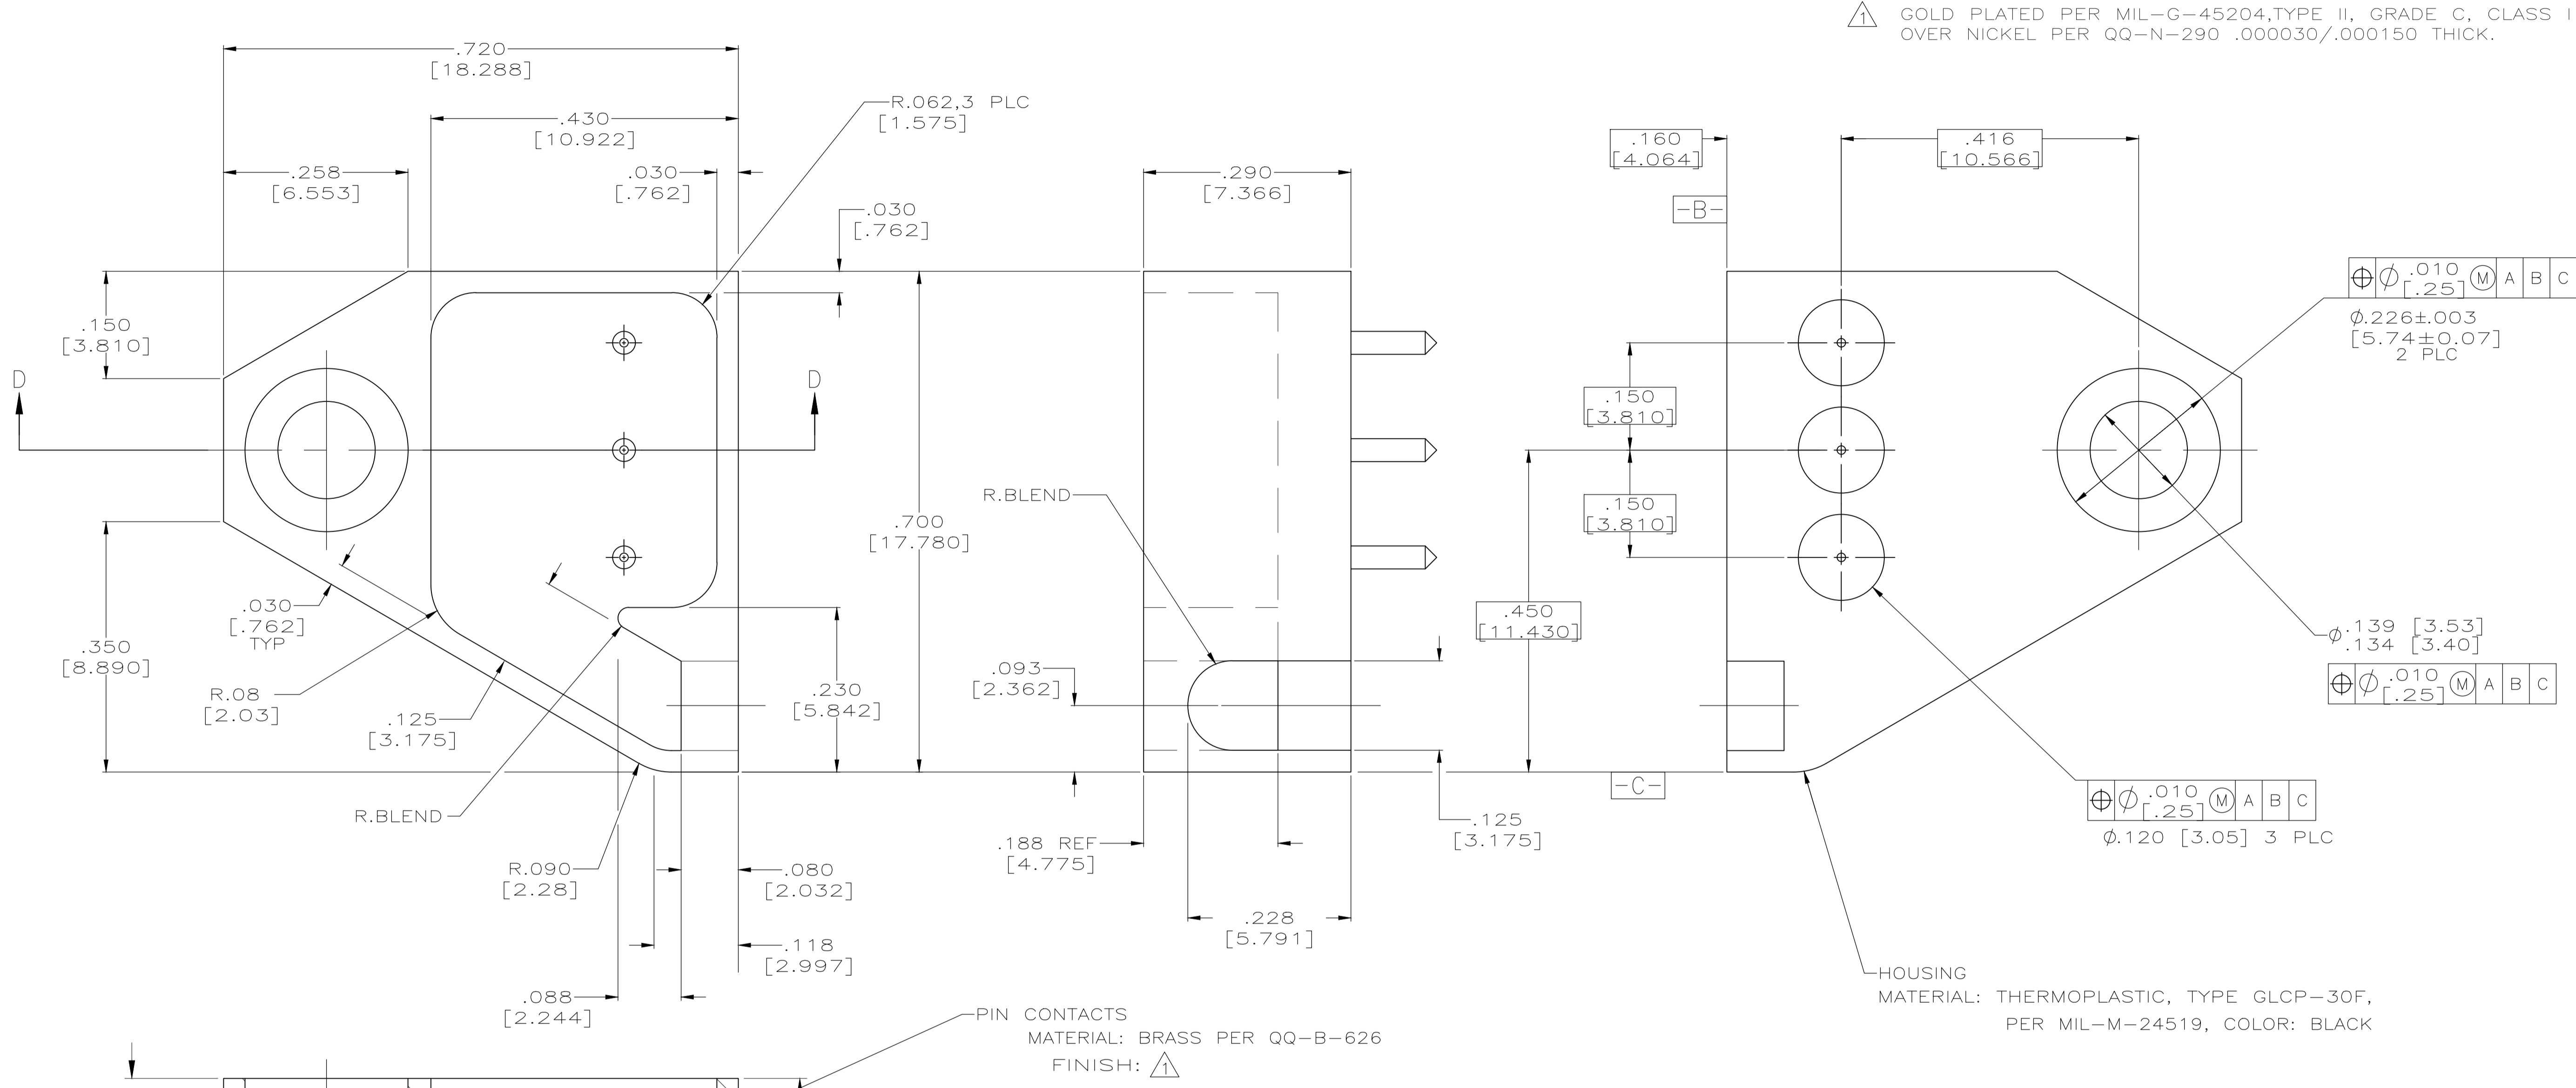 1 GOLD PLATED PER MIL-G-45204,TYPE II, GRADE C, CLASS I
OVER NICKEL PER QQ-N-290 .000030/.000150 THICK.
.720
[18.288]
.430
[10.922]
R.062,3 PLC
[1.575]
.258
[6.553]
.030
[.762]
.030
[.762]
.150
[3.810]
D
D
.030
[.762]
TYP
.350
[8.890]
R.08
[2.03]
.125
[3.175]
R.BLEND
R.090
[2.28]
.230
[5.842]
.700
[17.780]
.080
[2.032]
.118
[2.997]
.088
[2.244]
.290
[7.366]
R.BLEND
.093
[2.362]
.188 REF
[4.775]
.228
[5.791]
.125
[3.175]
.160
[4.064]
.416
[10.566]
-B-
.150
[3.810]
.150
[3.810]
.450
[11.430]
-C-
⌖ ⌀ .010 Ⓜ A B C
[.25]
⌀.226±.003
[5.74±0.07]
2 PLC
⌀ .139 [3.53]
.134 [3.40]
⌖ ⌀ .010 Ⓜ A B C
[.25]
⌖ ⌀ .010 Ⓜ A B C
[.25]
⌀.120 [3.05] 3 PLC
HOUSING
MATERIAL: THERMOPLASTIC, TYPE GLCP-30F,
PER MIL-M-24519, COLOR: BLACK
PIN CONTACTS
MATERIAL: BRASS PER QQ-B-626
FINISH: 1